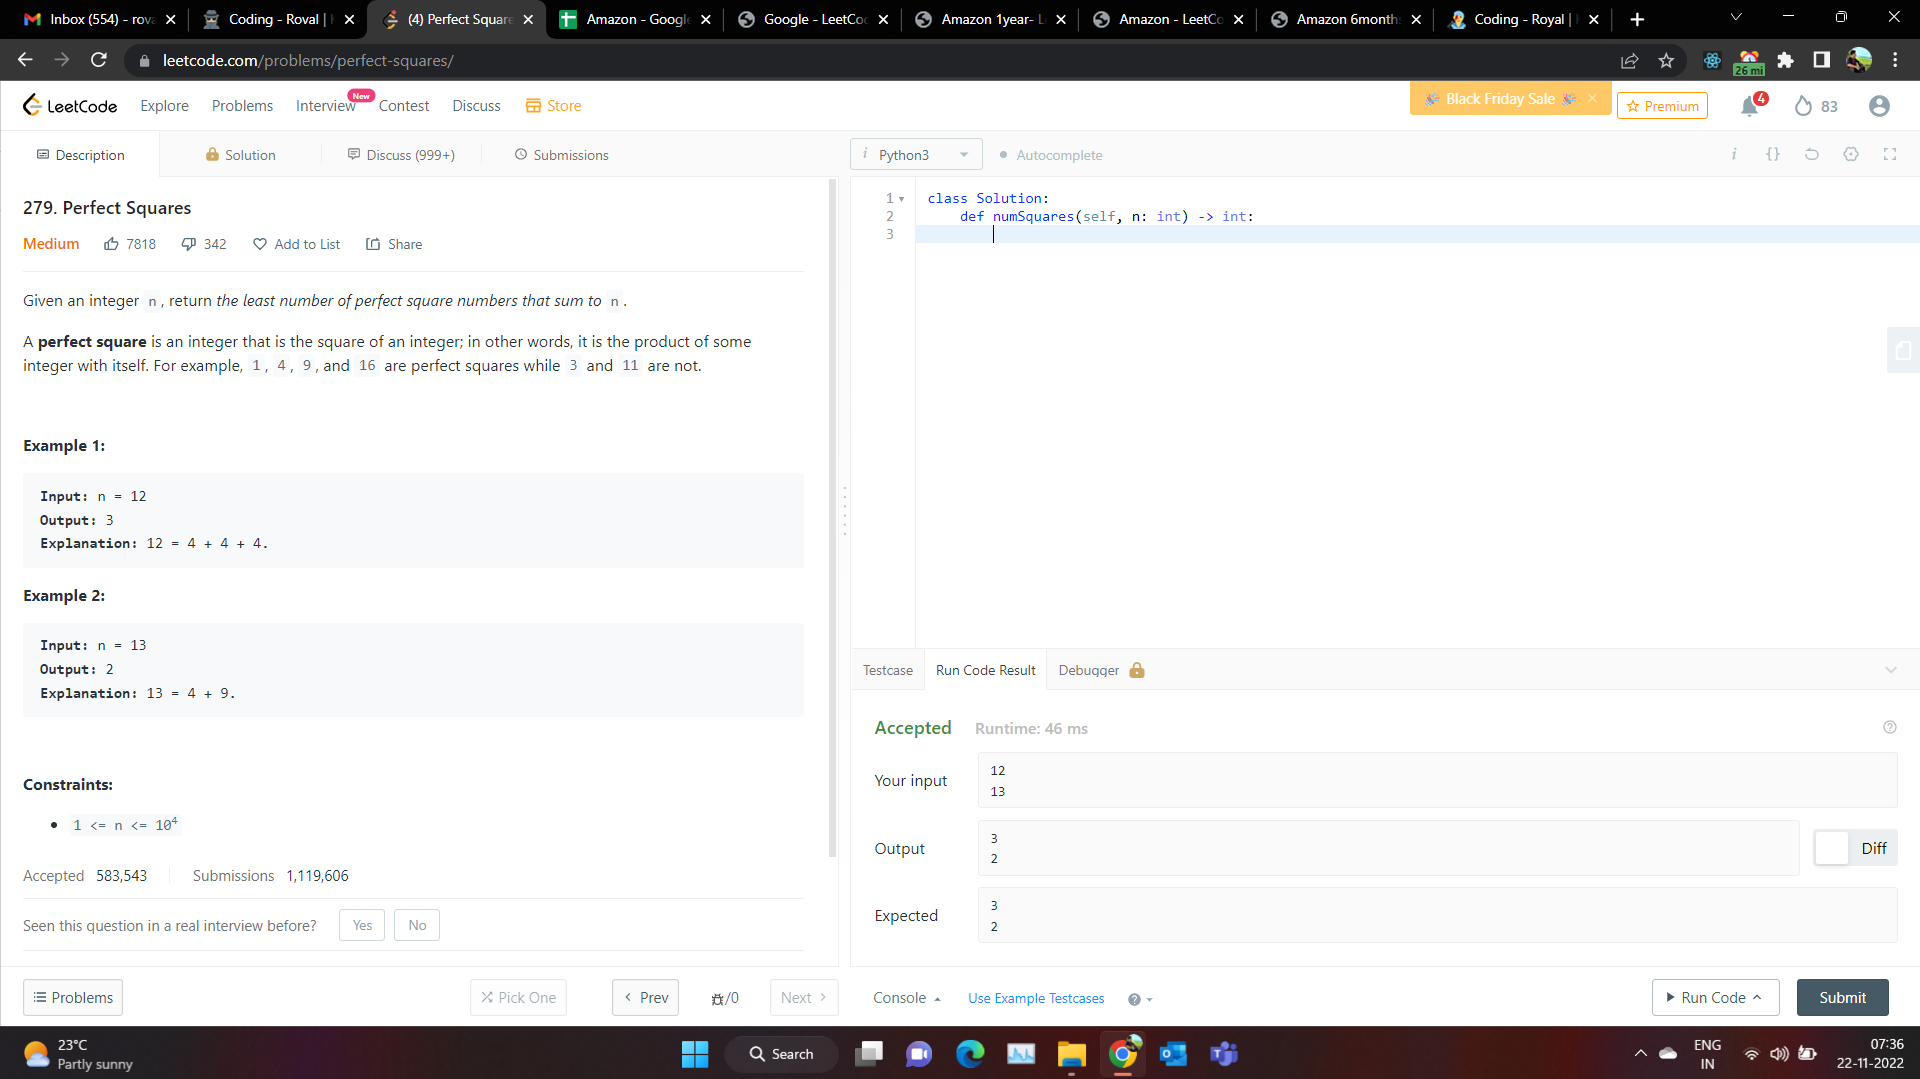 Inbox (554) - rova
Coding - Roval |
(4) Perfect Square
Amazon - Google
Google - LeetCod
Amazon 1year- L
Amazon - LeetCo
Amazon 6month
Coding - Royal |
leetcode.com/problems/perfect-squares/
26 mi
LeetCode
Explore
Problems
Interview
New
Contest
Discuss
Store
Black Friday Sale
Premium
4
83
Description
Solution
Discuss (999+)
Submissions
i Python3
Autocomplete
i {}
279. Perfect Squares
Medium
7818
342
Add to List
Share
Given an integer n, return the least number of perfect square numbers that sum to n.
A perfect square is an integer that is the square of an integer; in other words, it is the product of some
integer with itself. For example, 1, 4, 9, and 16 are perfect squares while 3 and 11 are not.
Example 1:
Input: n = 12
Output: 3
Explanation: 12 = 4 + 4 + 4.
Example 2:
Input: n = 13
Output: 2
Explanation: 13 = 4 + 9.
Constraints:
• 1 <= n <= 10⁴
Accepted 583,543
Submissions 1,119,606
Seen this question in a real interview before?
Yes
No
Problems
Pick One
Prev
/0
Next
1 class Solution:
2 def numSquares(self, n: int) -> int:
3
Testcase
Run Code Result
Debugger
Accepted
Runtime: 46 ms
Your input
12
13
Output
3
2
Diff
Expected
3
2
Console
Use Example Testcases
Run Code
Submit
23°C
Partly sunny
Search
ENG
IN
07:36
22-11-2022